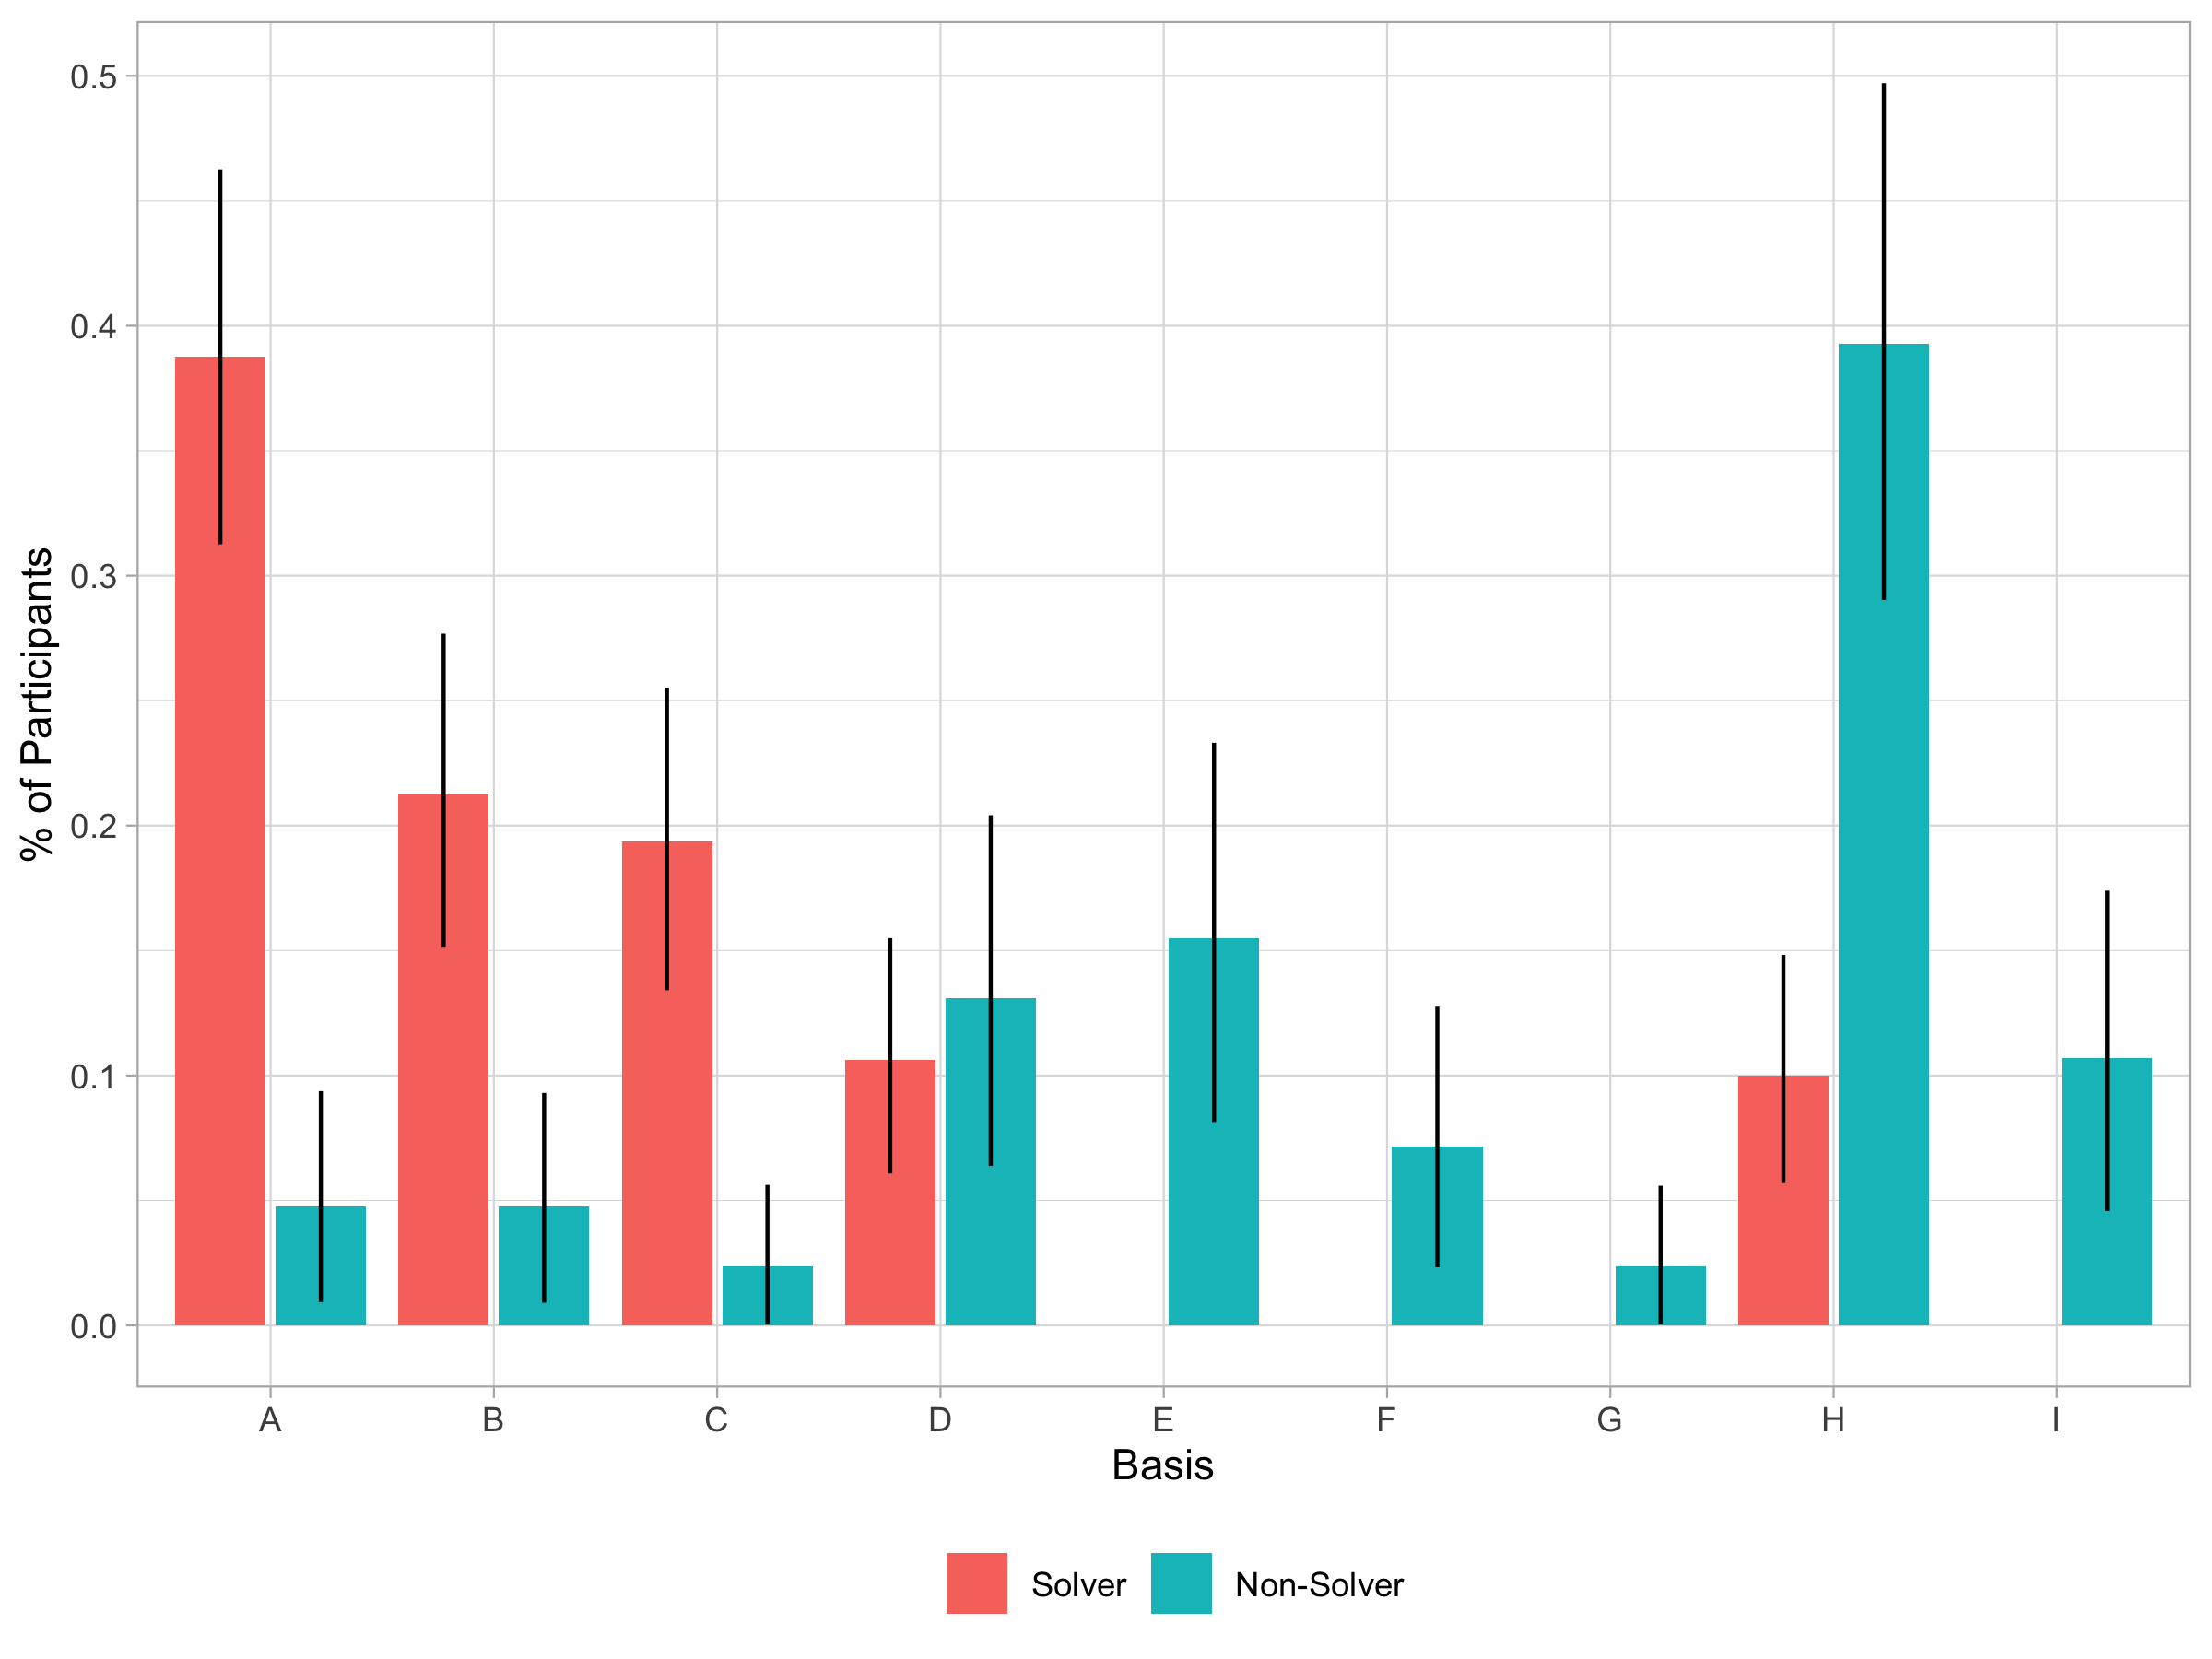 % of Participants
0.5
0.4
0.3
0.2
0.1
0.0
A B C D E F G H I
Basis
Solver Non-Solver